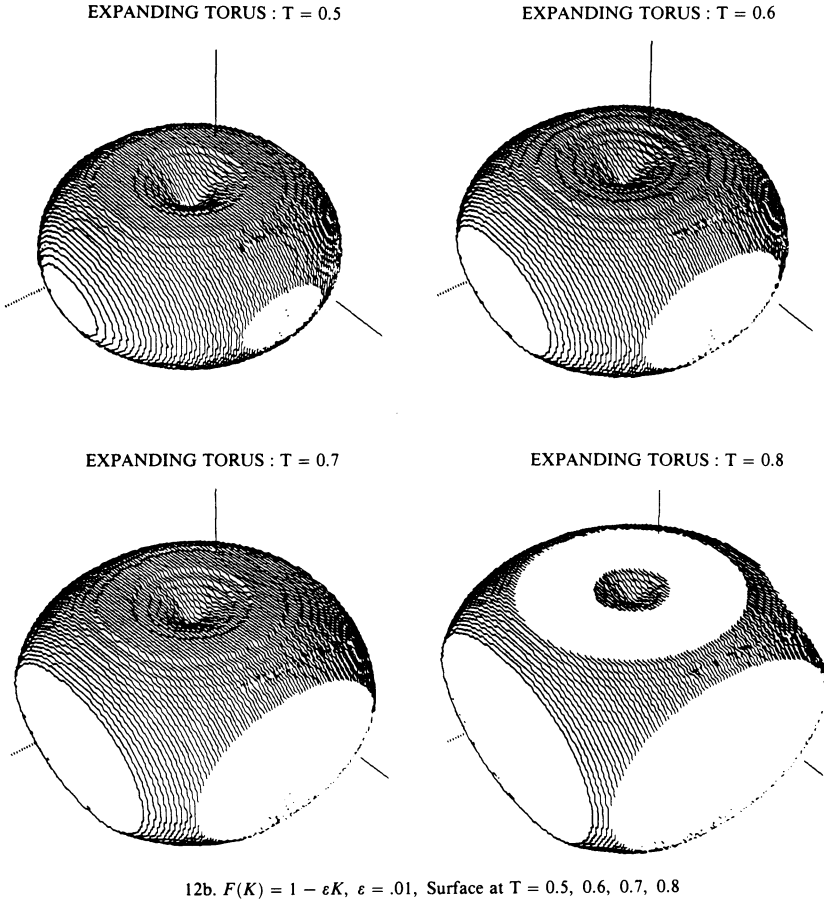 EXPANDING TORUS : T = 0.5
EXPANDING TORUS : T = 0.6
EXPANDING TORUS : T = 0.7
EXPANDING TORUS : T = 0.8
12b. F(K) = 1 − εK, ε = .01, Surface at T = 0.5, 0.6, 0.7, 0.8